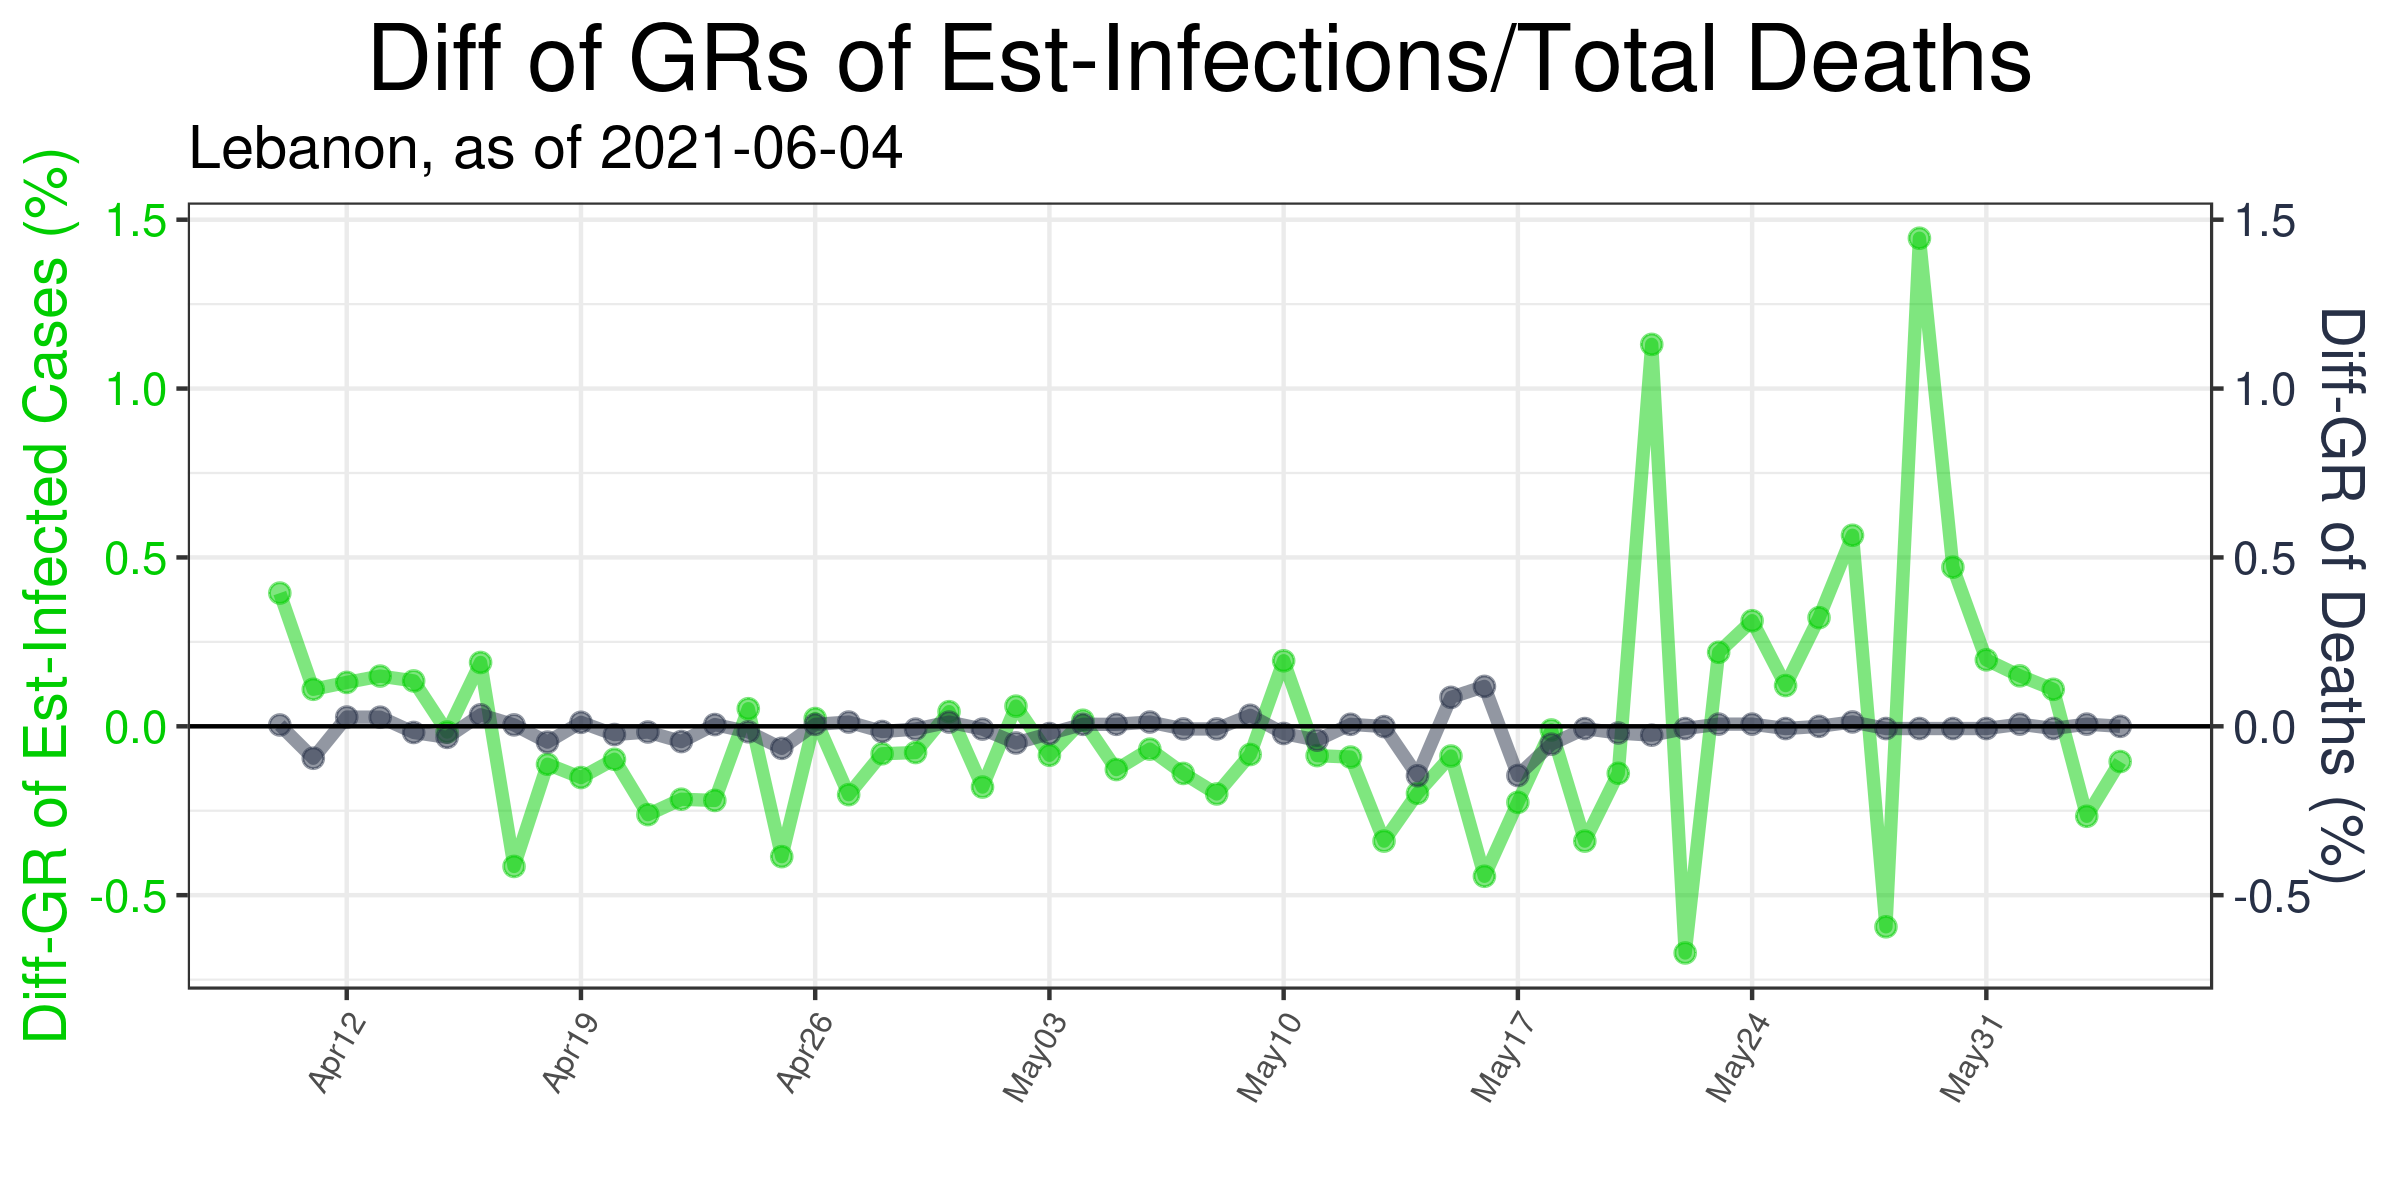 Diff of GRs of Est-Infections/Total Deaths
Lebanon, as of 2021-06-04
Diff-GR of Est-Infected Cases (%)
1.5
1.0
0.5
0.0
-0.5
1.5
1.0
0.5
0.0
-0.5
Diff-GR of Deaths (%)
Apr12
Apr19
Apr26
May03
May10
May17
May24
May31